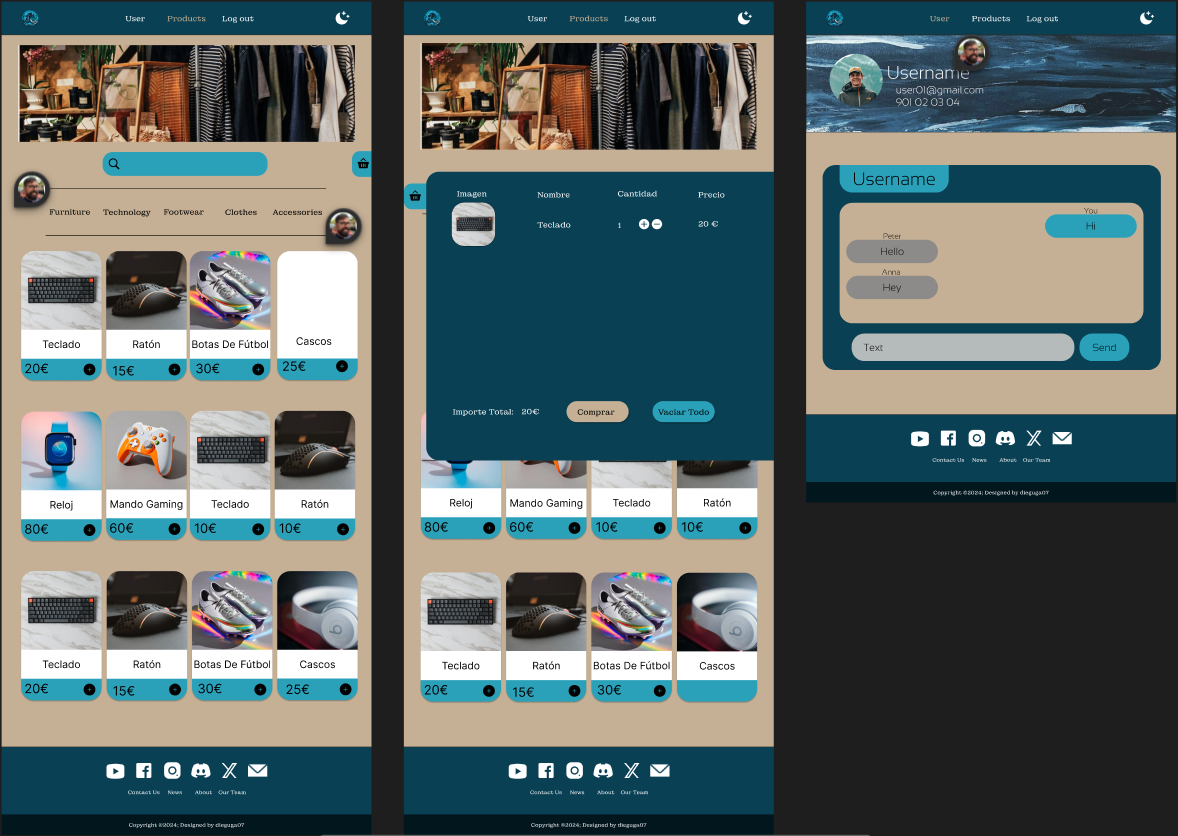 User Products Log out
Furniture Technology Footwear Clothes Accessories
Teclado Ratón Botas De Fútbol Cascos
20€ 15€ 30€ 25€
Reloj Mando Gaming Teclado Ratón
80€ 60€ 10€ 10€
Teclado Ratón Botas De Fútbol Cascos
20€ 15€ 30€ 25€
Contact Us News About Our Team
Copyright ©2024; Designed by dieguga07
User Products Log out
Imagen Nombre Cantidad Precio
Teclado 1 20 €
Importe Total: 20€ Comprar Vaciar Todo
Reloj Mando Gaming Teclado Ratón
80€ 60€ 10€ 10€
Teclado Ratón Botas De Fútbol Cascos
20€ 15€ 30€
Contact Us News About Our Team
Copyright ©2024; Designed by dieguga07
User Products Log out
Username
user01@gmail.com
901 02 03 04
Username
You
Hi
Peter
Hello
Anna
Hey
Text Send
Contact Us News About Our Team
Copyright ©2024; Designed by dieguga07